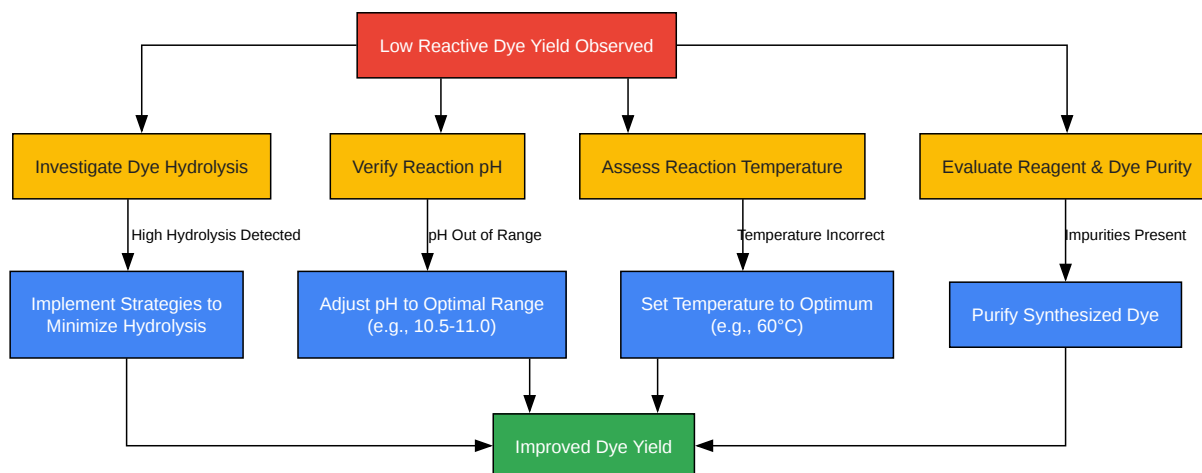 Low Reactive Dye Yield Observed
Investigate Dye Hydrolysis
Verify Reaction pH
Assess Reaction Temperature
Evaluate Reagent & Dye Purity
High Hydrolysis Detected
pH Out of Range
Temperature Incorrect
Impurities Present
Implement Strategies to
Minimize Hydrolysis
Adjust pH to Optimal Range
(e.g., 10.5-11.0)
Set Temperature to Optimum
(e.g., 60°C)
Purify Synthesized Dye
Improved Dye Yield